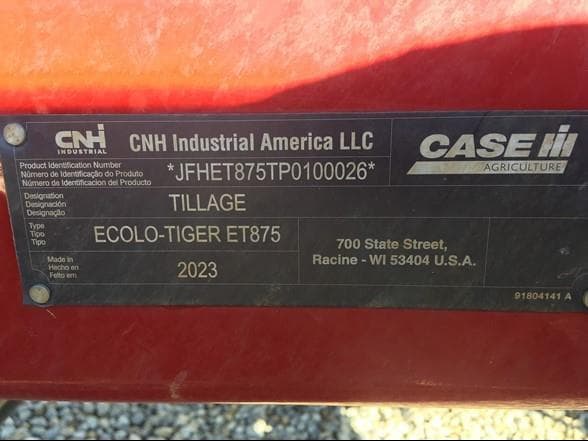 CNH
INDUSTRIAL
CNH Industrial America LLC
CASE IH
AGRICULTURE
Product Identification Number
Número de Identificação do Produto
Número de Identificacion del Producto
*JFHET875TP0100026*
Designation
Designación
Designação
TILLAGE
Type
Tipo
Tipo
ECOLO-TIGER ET875
700 State Street,
Racine - WI 53404 U.S.A.
Made in
Hecho en
Feito em
2023
91804141 A